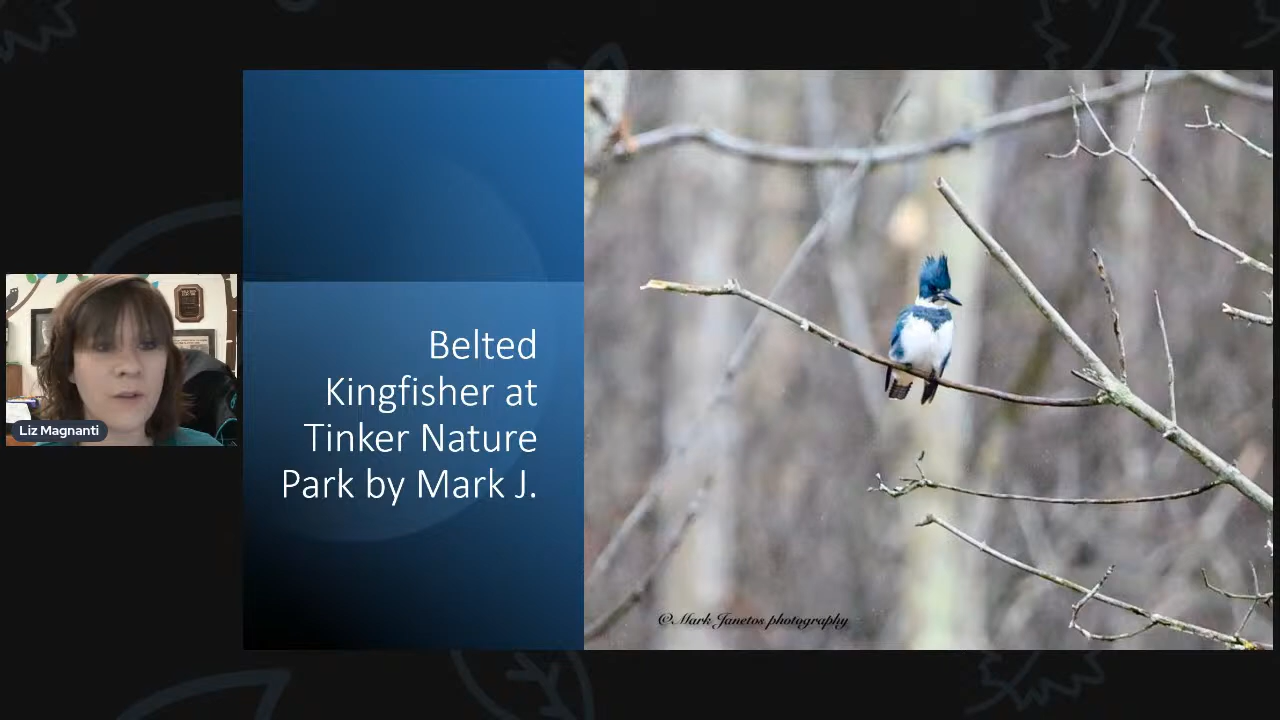 Belted
Kingfisher at
Tinker Nature
Park by Mark J.
Liz Magnanti
©Mark Janetos photography